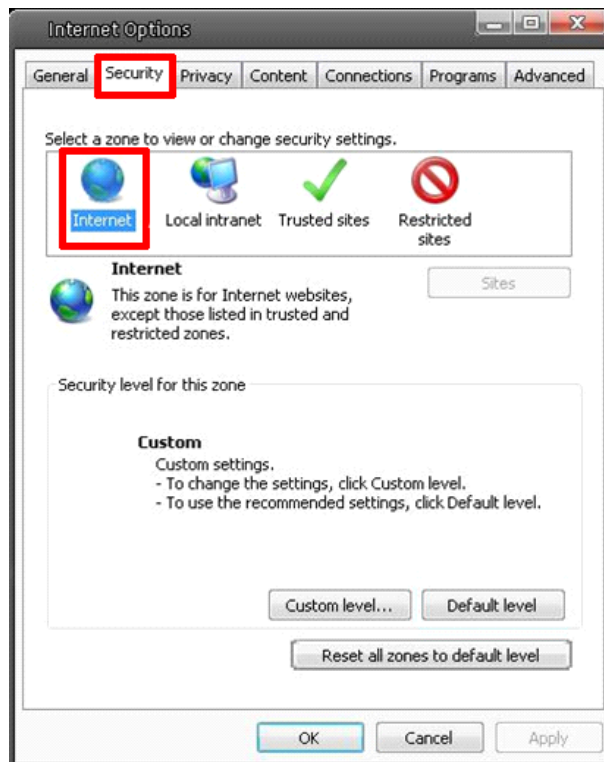 Internet Options
General Security Privacy Content Connections Programs Advanced
Select a zone to view or change security settings.
Internet Local intranet Trusted sites Restricted
sites
Internet
Sites
This zone is for Internet websites,
except those listed in trusted and
restricted zones.
Security level for this zone
Custom
Custom settings.
- To change the settings, click Custom level.
- To use the recommended settings, click Default level.
Custom level... Default level
Reset all zones to default level
OK Cancel Apply